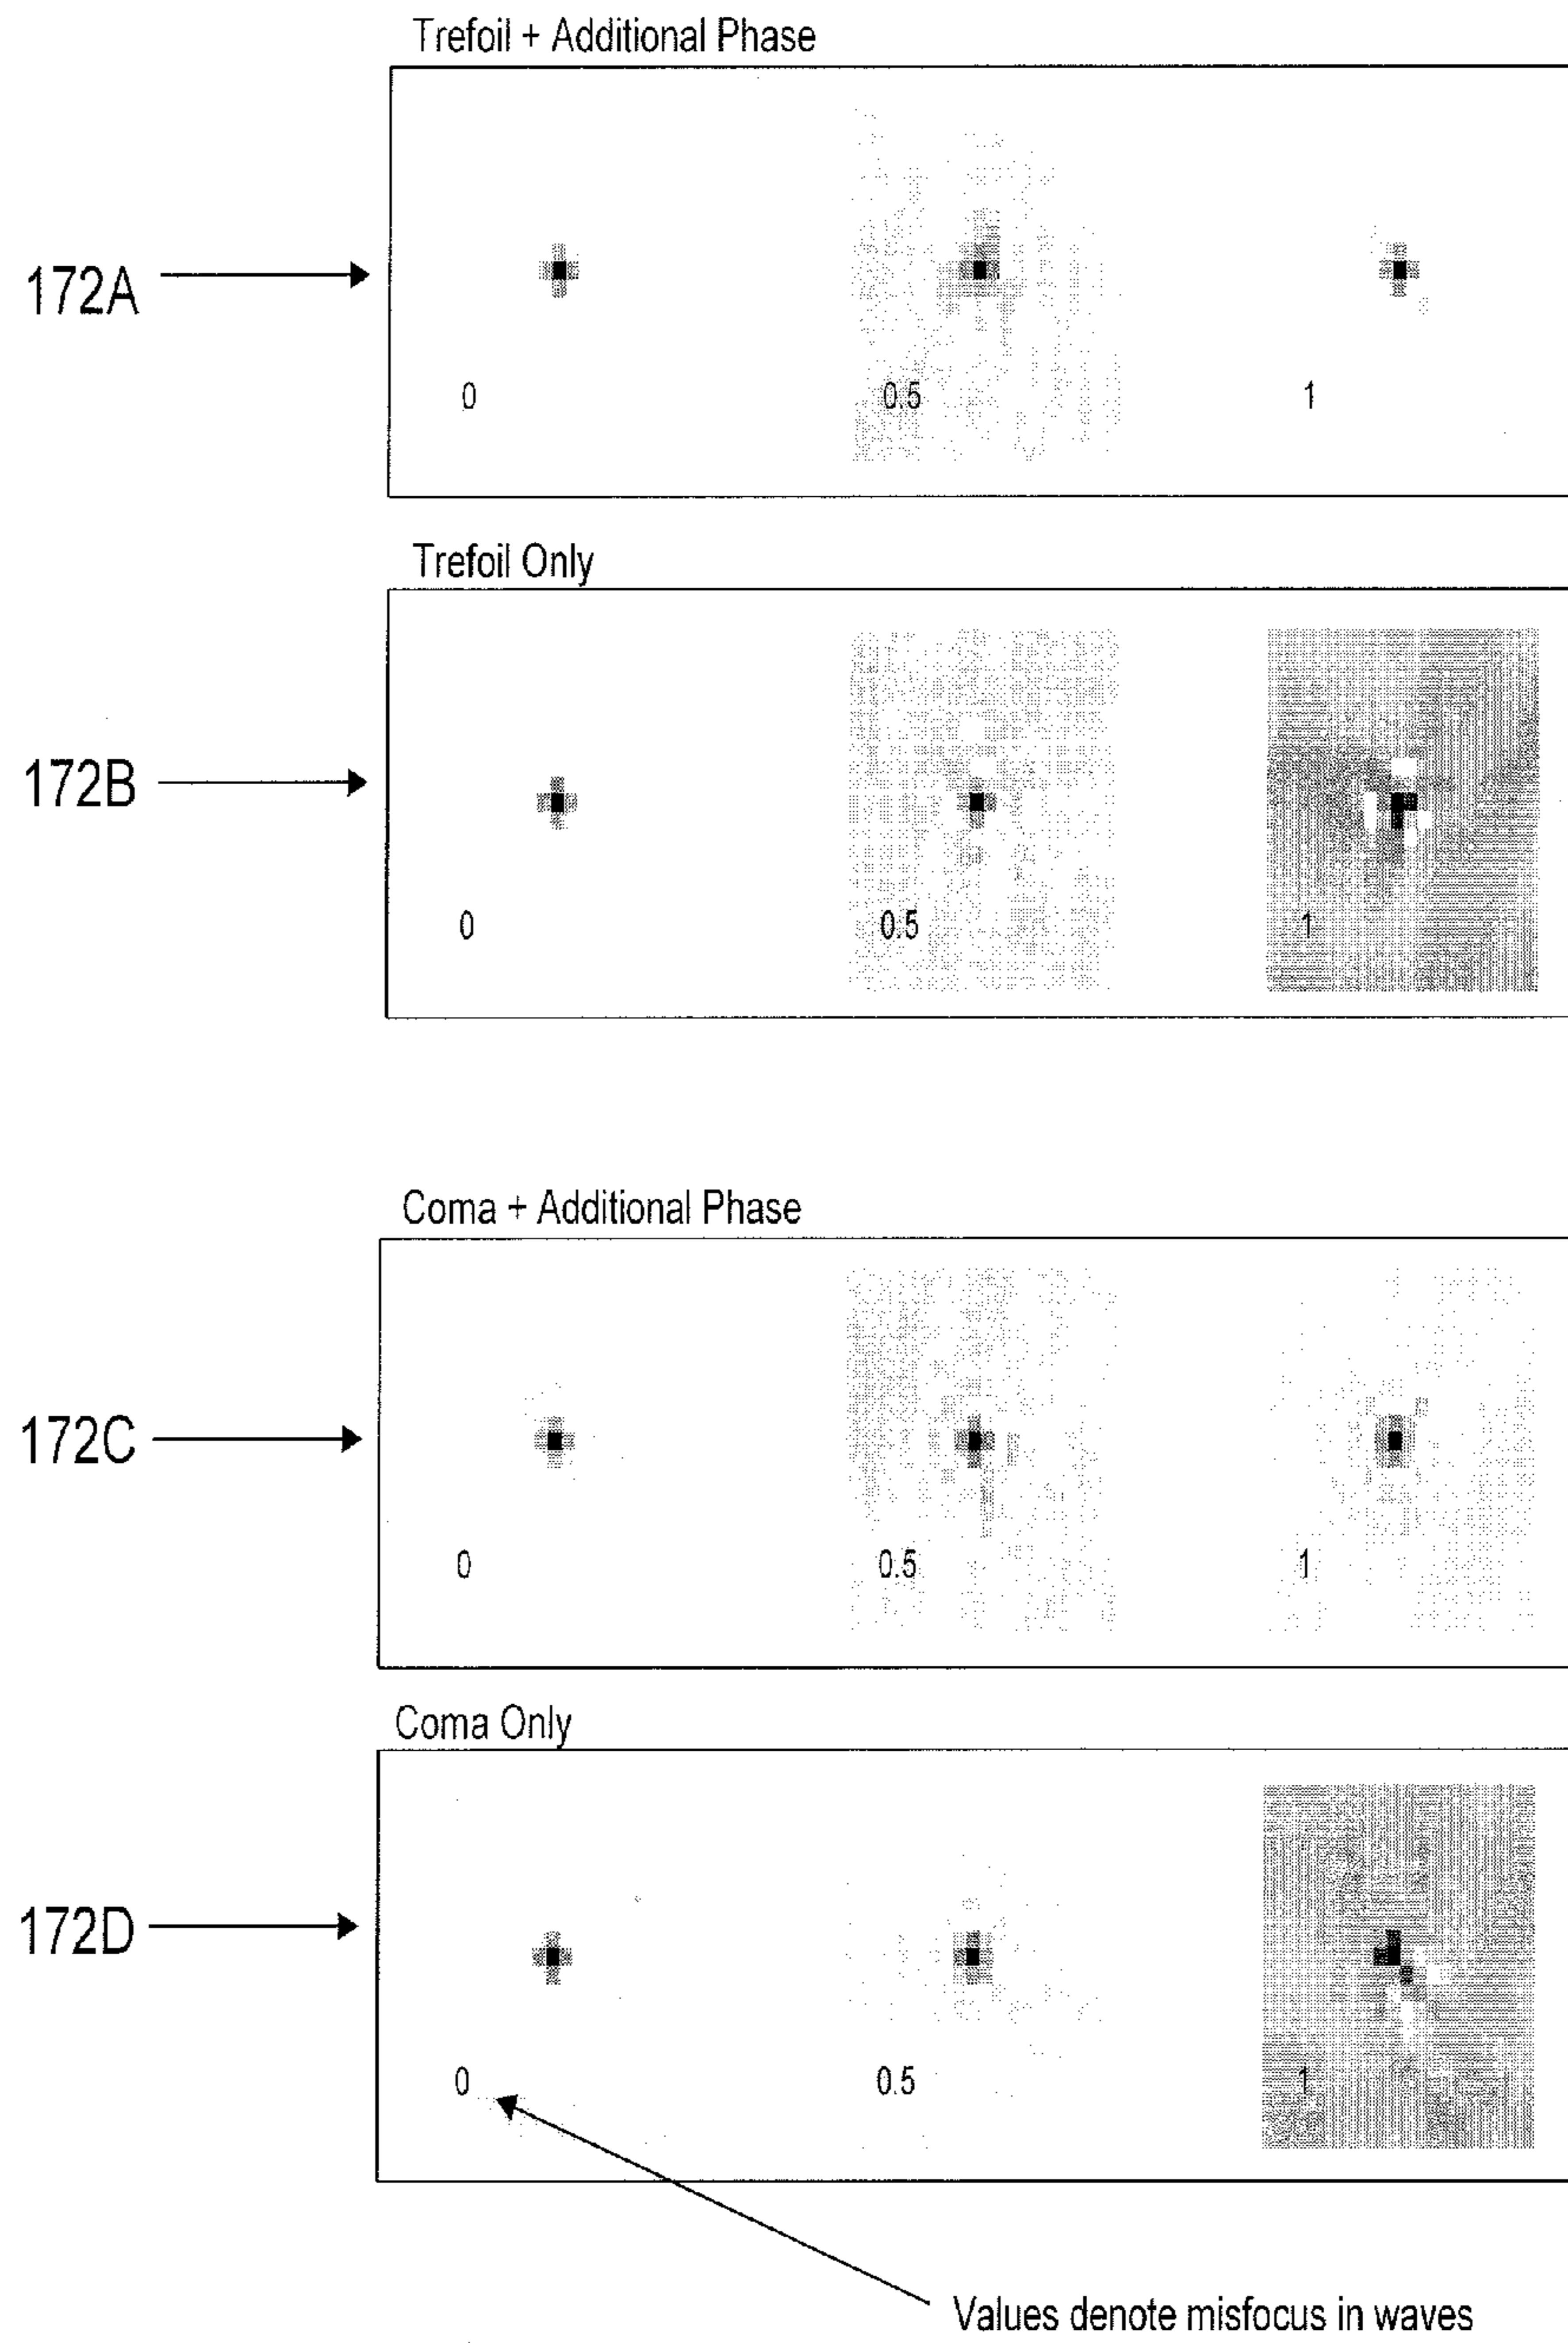 Trefoil + Additional Phase
172A
0 0.5 1
Trefoil Only
172B
0 0.5 1
Coma + Additional Phase
172C
0 0.5 1
Coma Only
172D
0 0.5 1
Values denote misfocus in waves